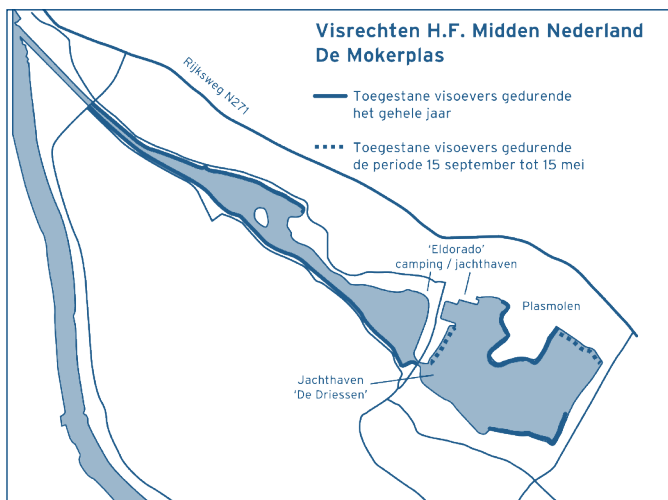 Visrechten H.F. Midden Nederland
De Mokerplas
Rijksweg N271
Toegestane visoevers gedurende
het gehele jaar
Toegestane visoevers gedurende
de periode 15 september tot 15 mei
'Eldorado'
camping / jachthaven
Plasmolen
Jachthaven
'De Driessen'